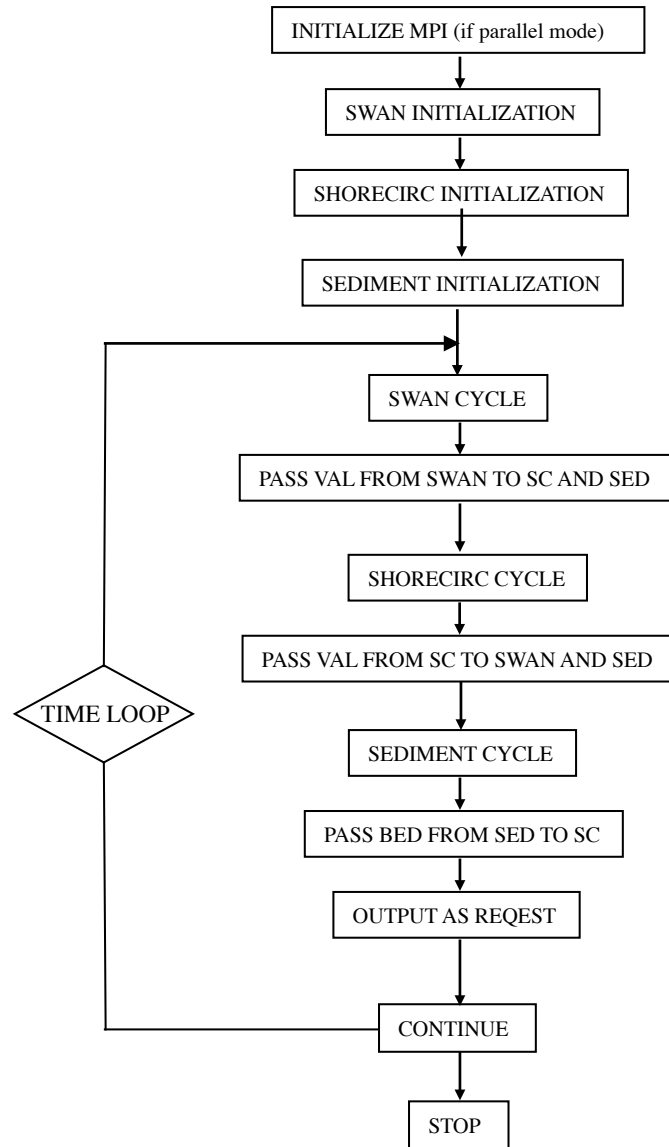 INITIALIZE MPI (if parallel mode)
SWAN INITIALIZATION
SHORECIRC INITIALIZATION
SEDIMENT INITIALIZATION
SWAN CYCLE
PASS VAL FROM SWAN TO SC AND SED
SHORECIRC CYCLE
PASS VAL FROM SC TO SWAN AND SED
TIME LOOP
SEDIMENT CYCLE
PASS BED FROM SED TO SC
OUTPUT AS REQEST
CONTINUE
STOP